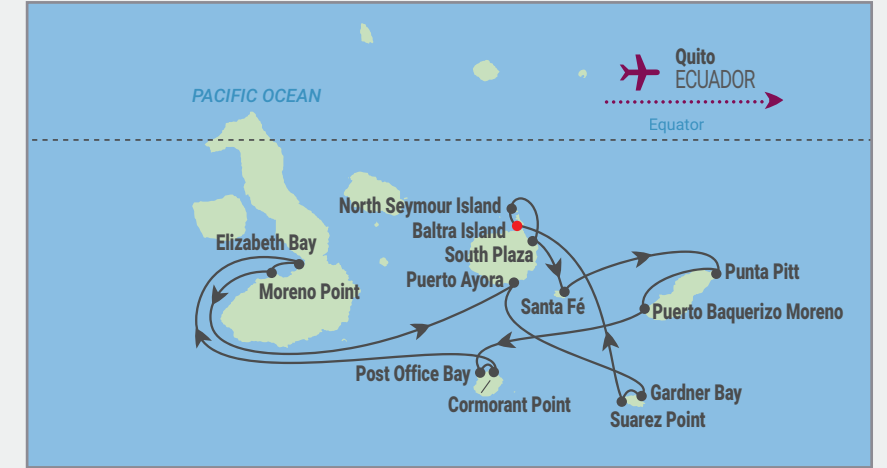 Quito
ECUADOR
PACIFIC OCEAN
Equator
North Seymour Island
Baltra Island
South Plaza
Elizabeth Bay
Puerto Ayora
Punta Pitt
Moreno Point
Santa Fé
Puerto Baquerizo Moreno
Post Office Bay
Gardner Bay
Cormorant Point
Suarez Point